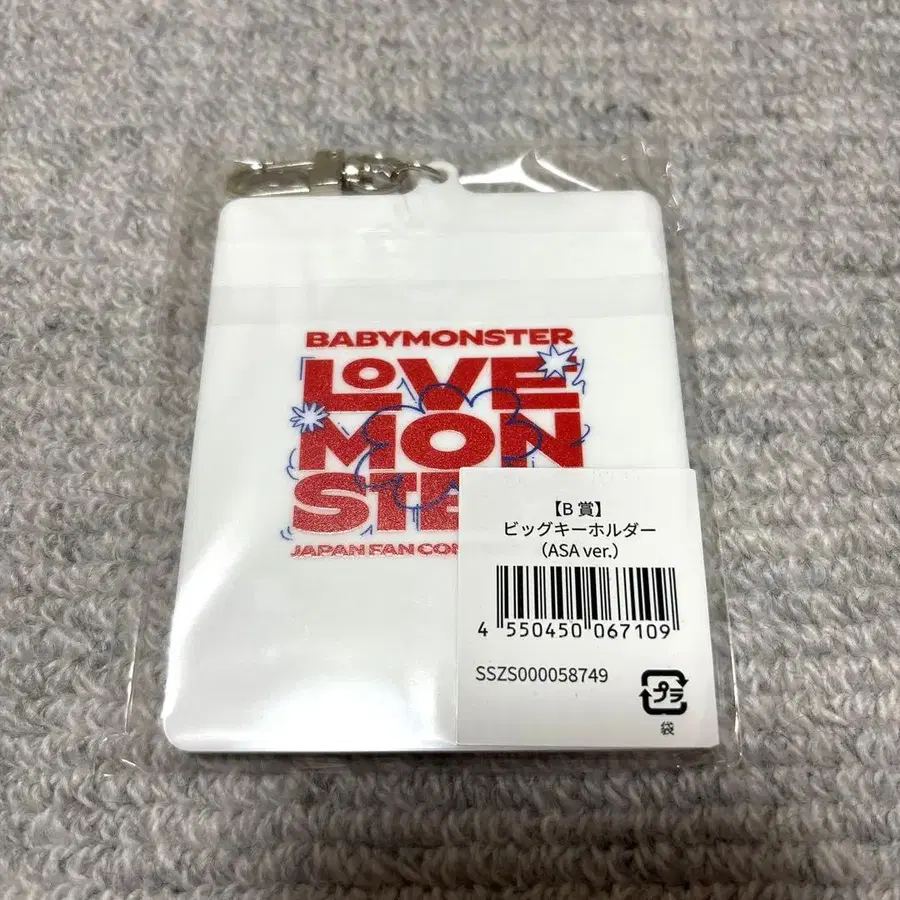 BABYMONSTER
LOVE
MON
STE
JAPAN FAN CON
【B 賞】
ビッグキーホルダー
（ASA ver.）
4 550450 067109
SSZS000058749
プラ
袋